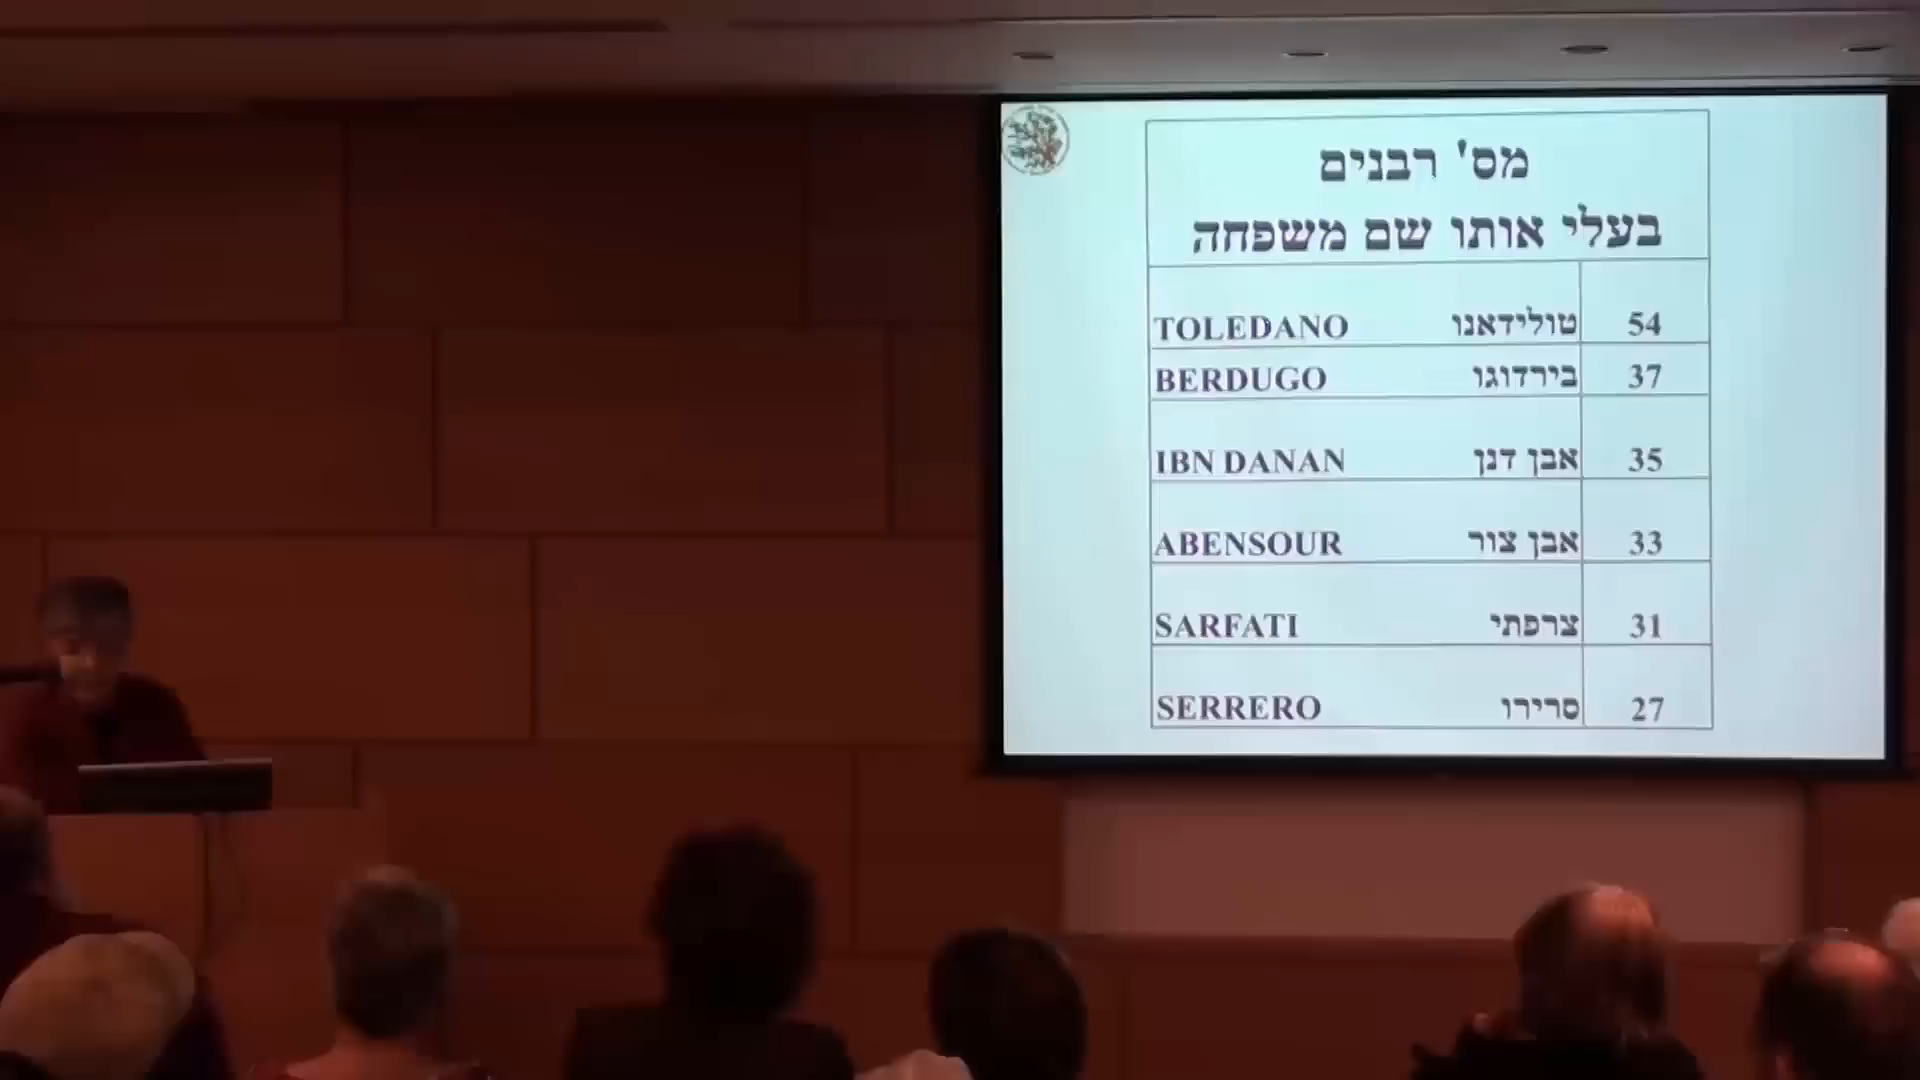 מס' רבנים
בעלי אותו שם משפחה
54 טולידאנו TOLEDANO
37 בירדוגו BERDUGO
35 אבן דנן IBN DANAN
33 אבן צור ABENSOUR
31 צרפתי SARFATI
27 סרירו SERRERO